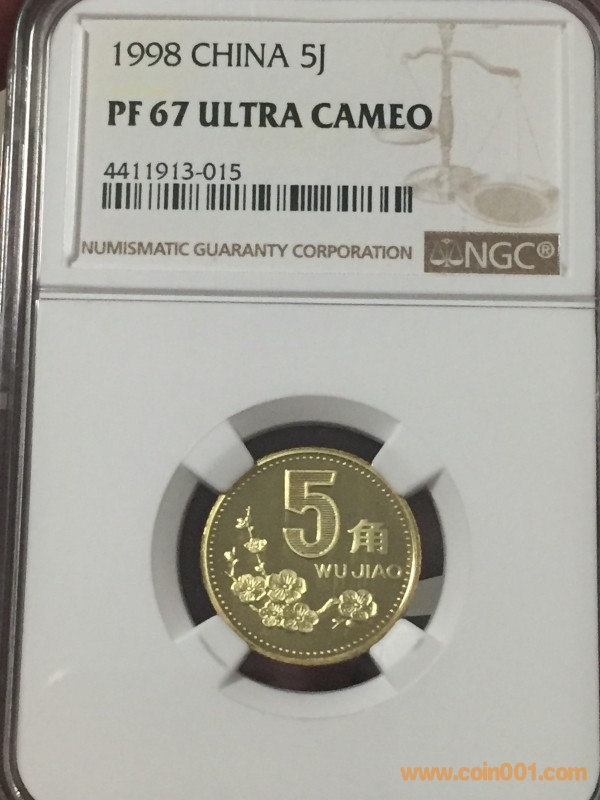 1998 CHINA 5J
PF 67 ULTRA CAMEO
4411913-015
NUMISMATIC GUARANTY CORPORATION NGC®
5角
WU JIAO
www.coin001.com